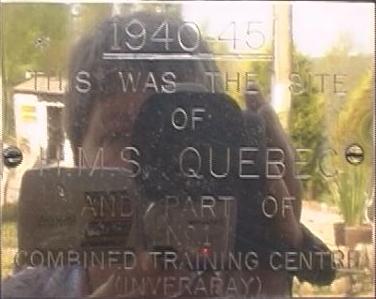 1940-45
THIS WAS THE SITE
OF
H.M.S. QUEBEC
AND PART OF
NO.1
COMBINED TRAINING CENTRE
(INVERARAY)